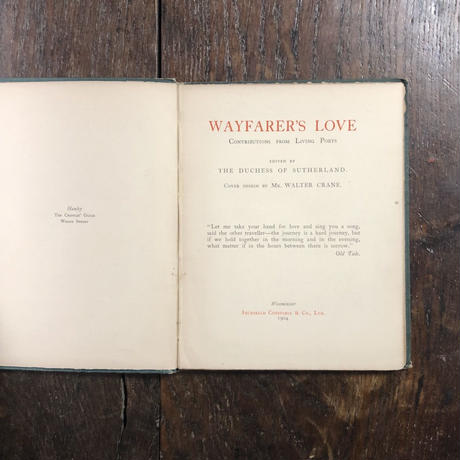 Hanley
The Cripples' Guild
Wharf Street
WAYFARER'S LOVE
Contributions from Living Poets
EDITED BY
THE DUCHESS OF SUTHERLAND.
Cover design by Mr. WALTER CRANE.
"Let me take your hand for love and sing you a song,
said the other traveller—the journey is a hard journey, but
if we hold together in the morning and in the evening,
what matter if in the hours between there is sorrow."
Old Tale.
Westminster
Archibald Constable & Co., Ltd.
1904